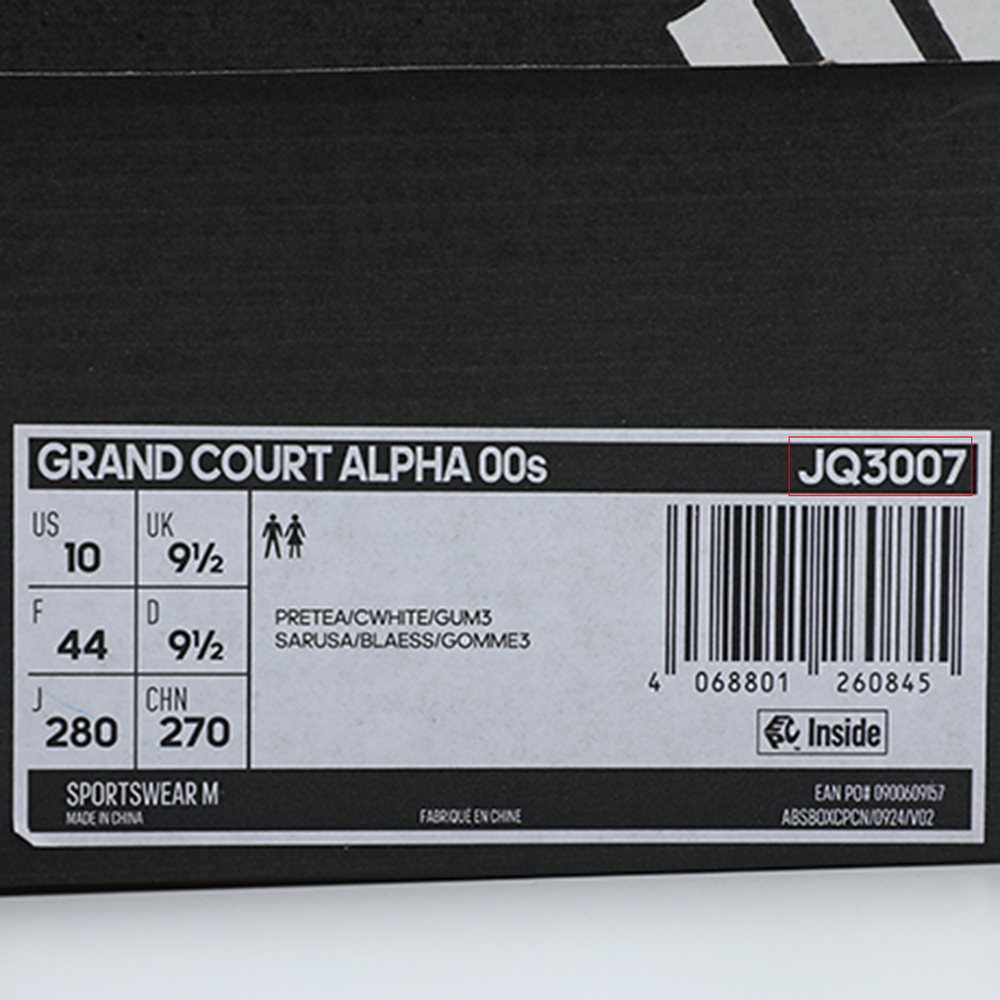 GRAND COURT ALPHA 00s JQ3007
US 10 UK 9½
F 44 D 9½
J 280 CHN 270
PRETEA/CWHITE/GUM3
SARUSA/BLAESS/GOMME3
4 068801 260845
Inside
SPORTSWEAR M
MADE IN CHINA
FABRIQUÉ EN CHINE
EAN PO# 0900609157
ABSBOXCPCN/0924/V02